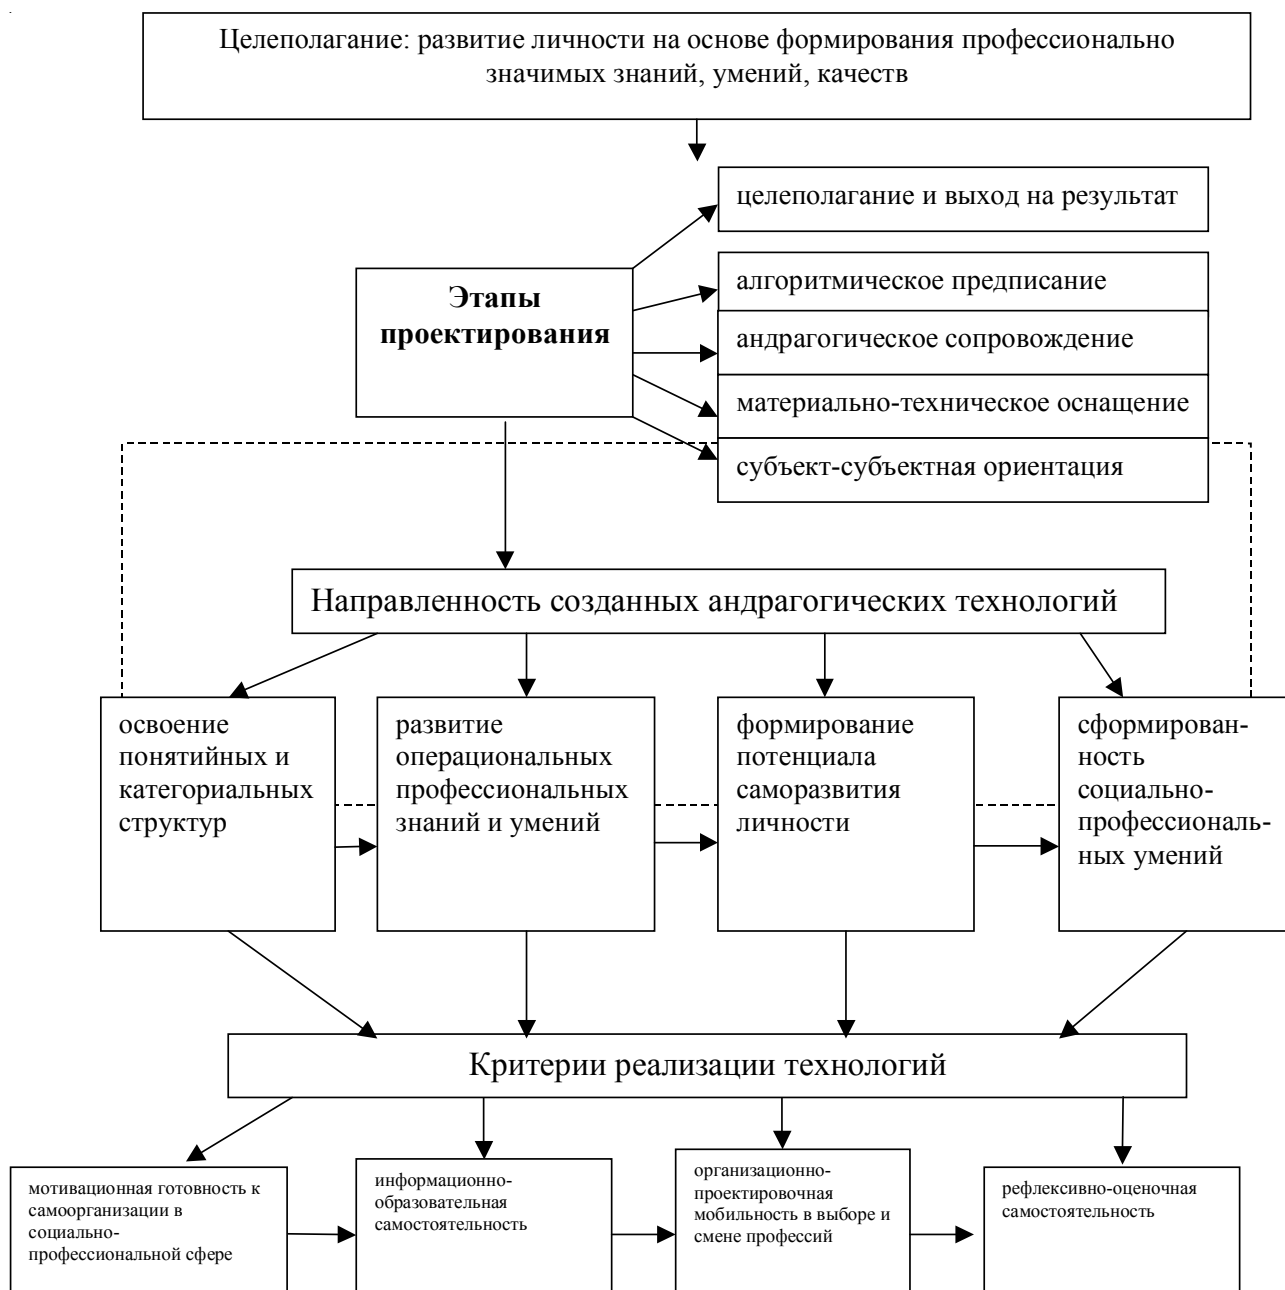 Целеполагание: развитие личности на основе формирования профессионально
значимых знаний, умений, качеств
целеполагание и выход на результат
Этапы
проектирования
алгоритмическое предписание
андрагогическое сопровождение
материально-техническое оснащение
субъект-субъектная ориентация
Направленность созданных андрагогических технологий
освоение
понятийных и
категориальных
структур
развитие
операциональных
профессиональных
знаний и умений
формирование
потенциала
саморазвития
личности
сформирован-
ность
социально-
профессиональ-
ных умений
Критерии реализации технологий
мотивационная готовность к
самоорганизации в
социально-
профессиональной сфере
информационно-
образовательная
самостоятельность
организационно-
проектировочная
мобильность в выборе и
смене профессий
рефлексивно-оценочная
самостоятельность